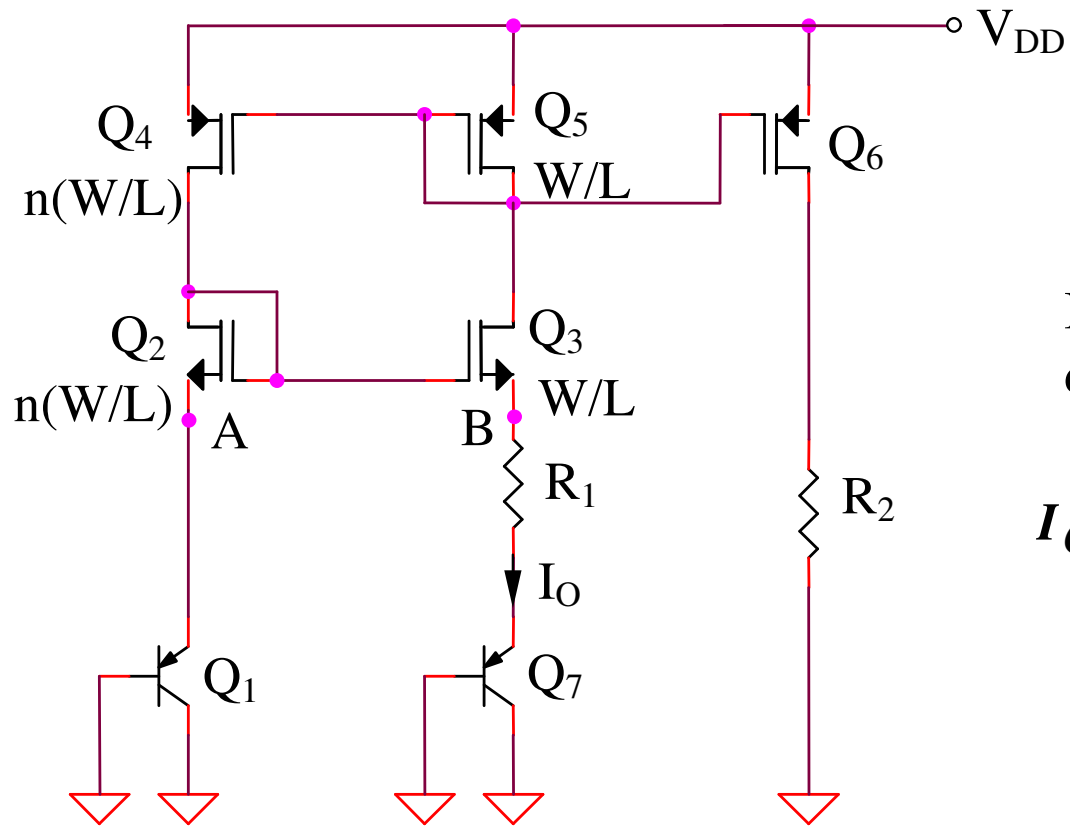 V_DD
Q_4
Q_5
Q_6
n(W/L)
W/L
Q_2
Q_3
n(W/L)
W/L
A
B
R_1
R_2
I_O
Q_1
Q_7